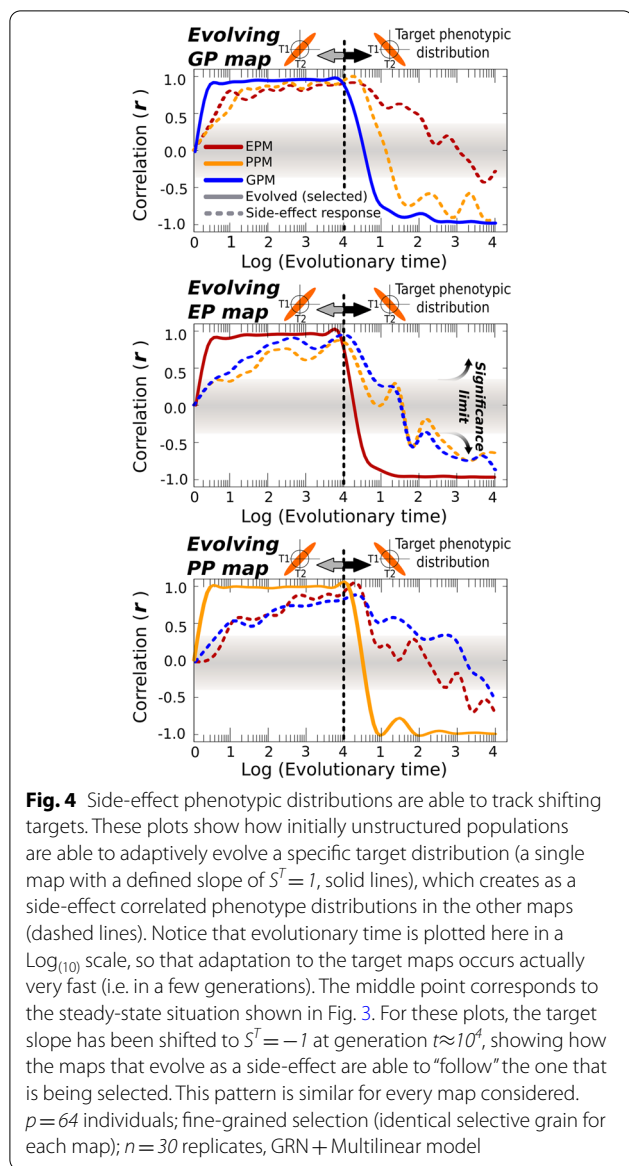 Evolving
GP map
T1
T2
T1
T2
Target phenotypic
distribution
Correlation (r)
1.0
0.5
0.0
-0.5
-1.0
EPM
PPM
GPM
Evolved (selected)
Side-effect response
0 1 2 3 4 1 2 3 4
Log (Evolutionary time)
Evolving
EP map
T1
T2
T1
T2
Target phenotypic
distribution
Correlation (r)
1.0
0.5
0.0
-0.5
-1.0
Significance
limit
0 1 2 3 4 1 2 3 4
Log (Evolutionary time)
Evolving
PP map
T1
T2
T1
T2
Target phenotypic
distribution
Correlation (r)
1.0
0.5
0.0
-0.5
-1.0
0 1 2 3 4 1 2 3 4
Log (Evolutionary time)
Fig. 4 Side-effect phenotypic distributions are able to track shifting
targets. These plots show how initially unstructured populations
are able to adaptively evolve a specific target distribution (a single
map with a defined slope of S^T = 1, solid lines), which creates as a
side-effect correlated phenotype distributions in the other maps
(dashed lines). Notice that evolutionary time is plotted here in a
Log(10) scale, so that adaptation to the target maps occurs actually
very fast (i.e. in a few generations). The middle point corresponds to
the steady-state situation shown in Fig. 3. For these plots, the target
slope has been shifted to S^T = −1 at generation t≈10^4, showing how
the maps that evolve as a side-effect are able to “follow” the one that
is being selected. This pattern is similar for every map considered.
p = 64 individuals; fine-grained selection (identical selective grain for
each map); n = 30 replicates, GRN + Multilinear model